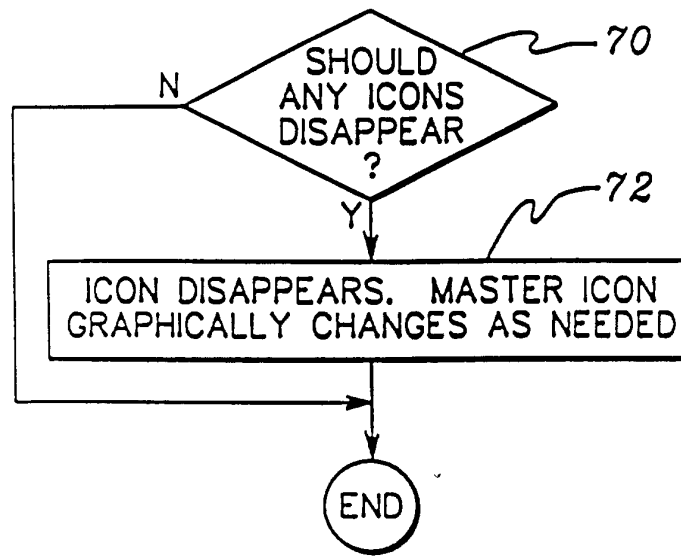 70
SHOULD
ANY ICONS
DISAPPEAR
?
N
Y
72
ICON DISAPPEARS. MASTER ICON
GRAPHICALLY CHANGES AS NEEDED
END